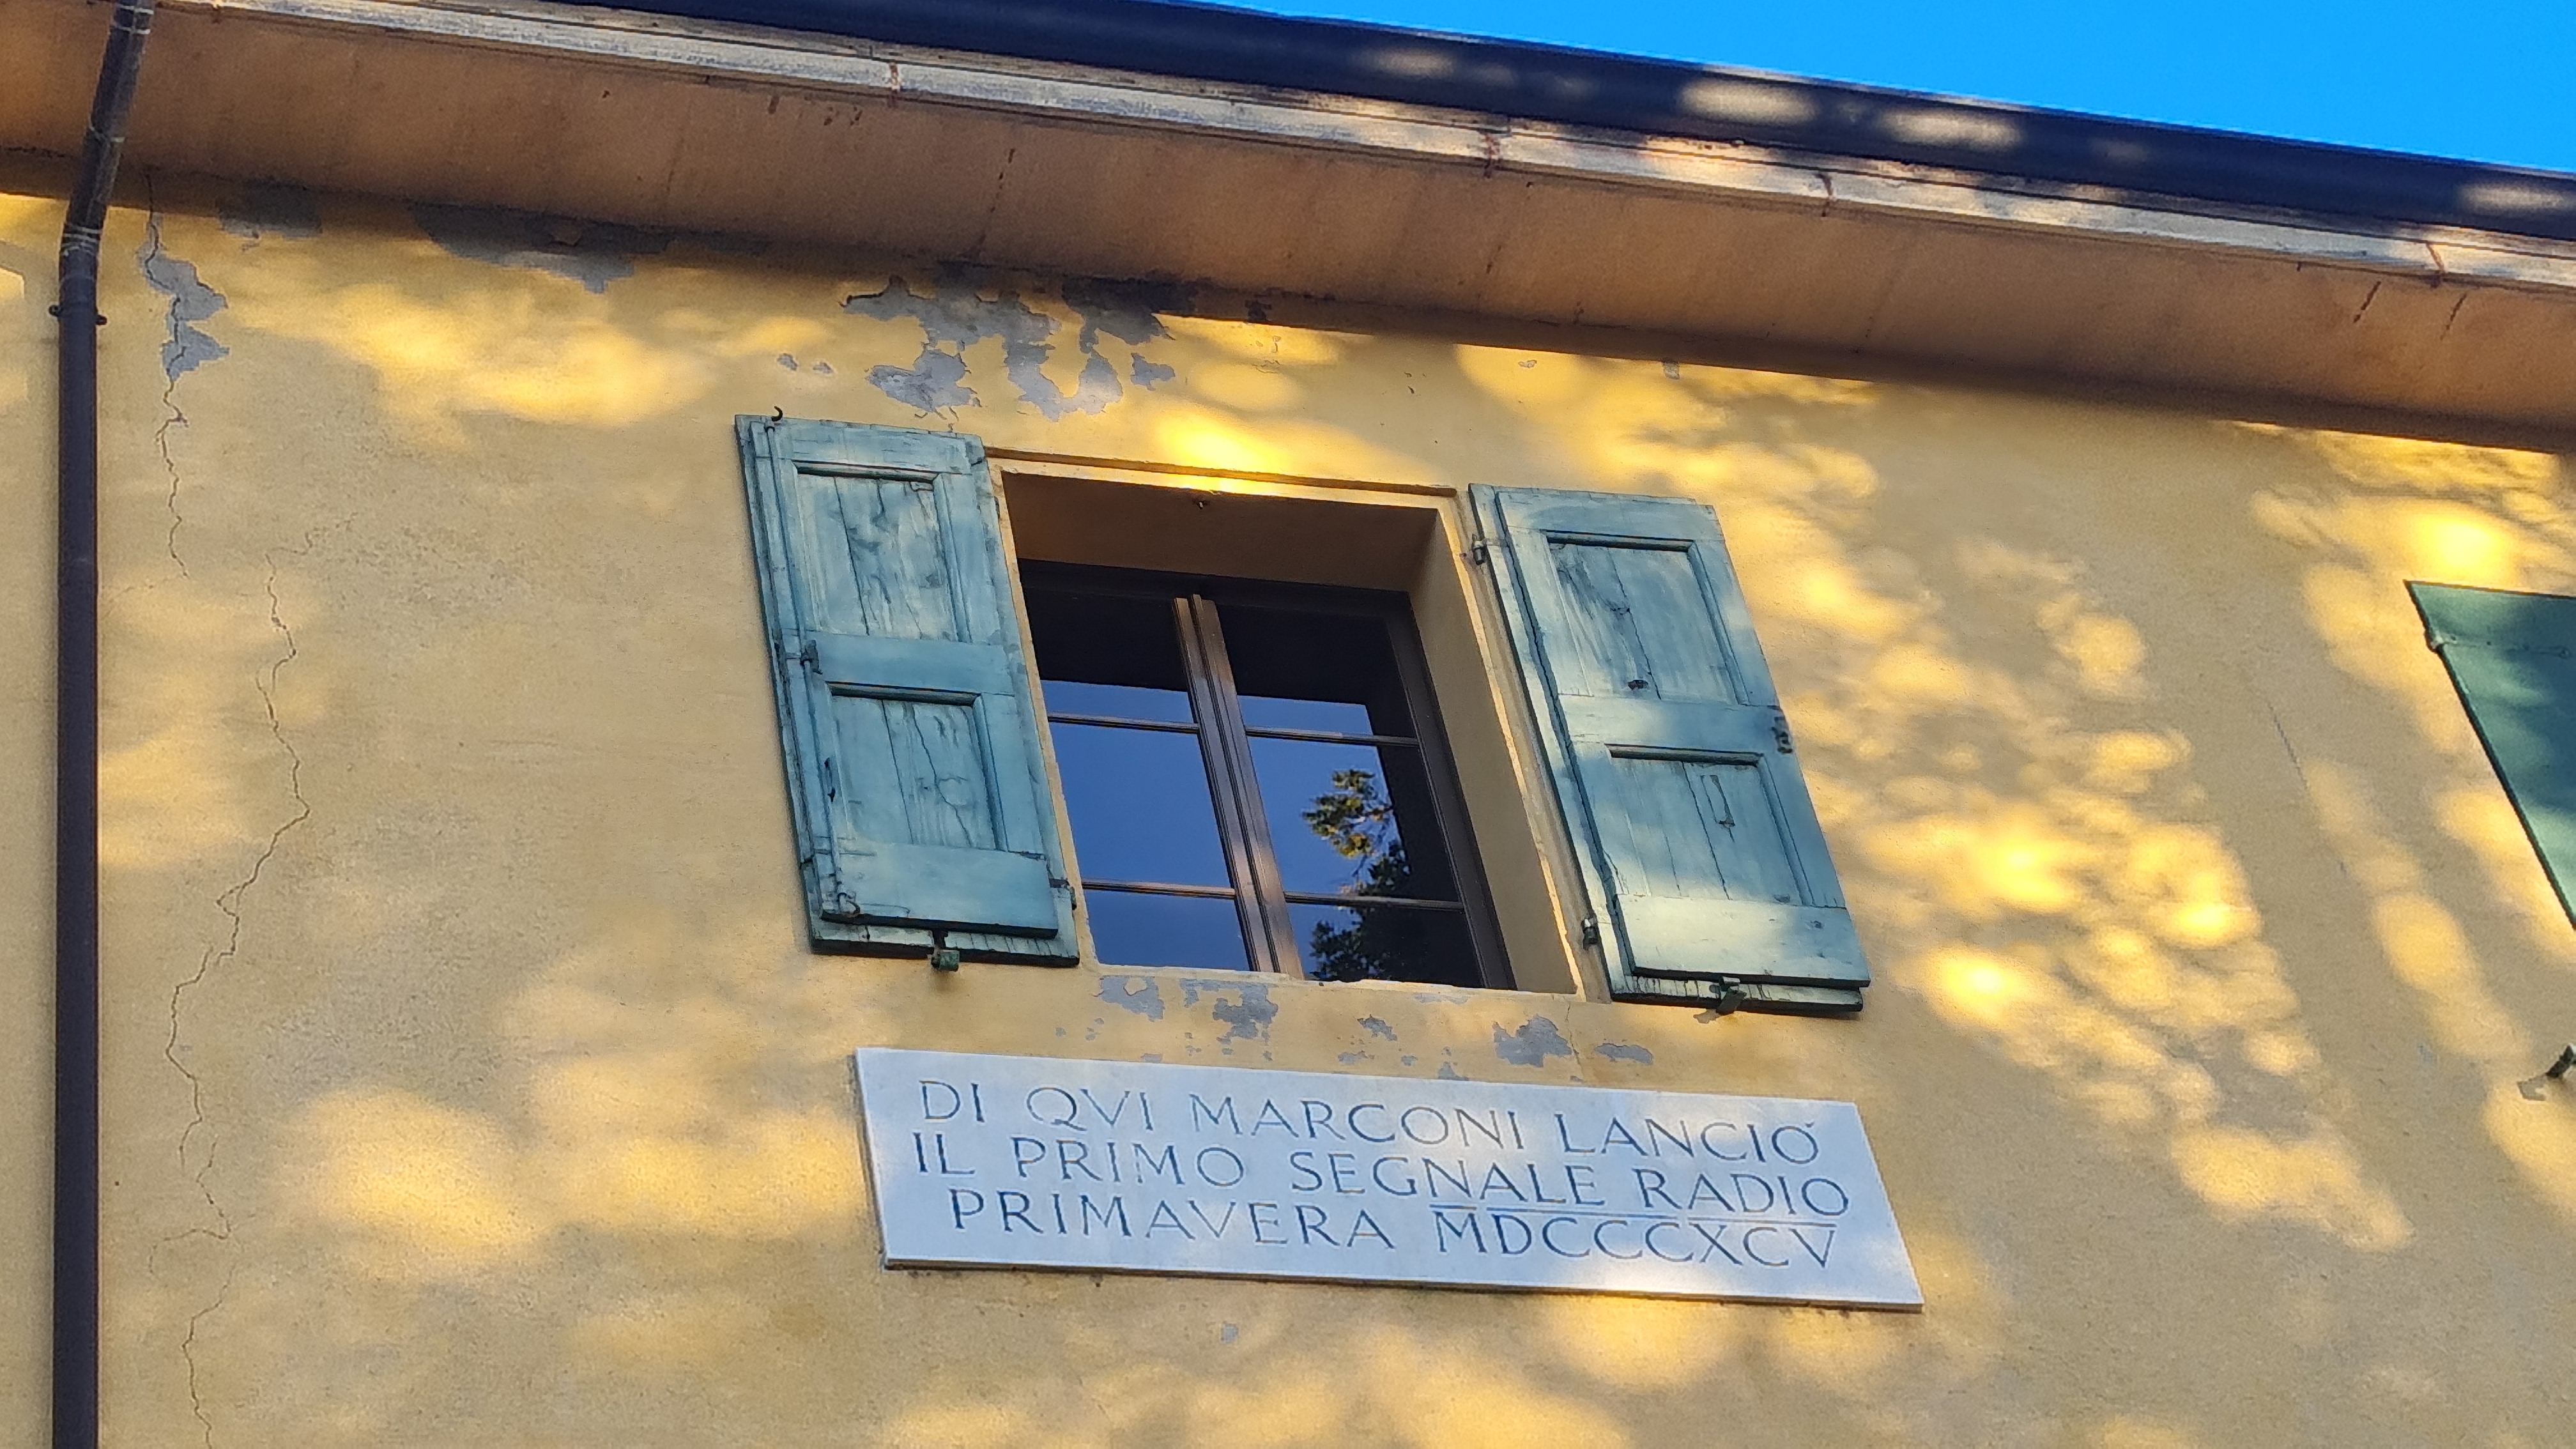 DI QVI MARCONI LANCIÒ
IL PRIMO SEGNALE RADIO
PRIMAVERA MDCCCXCV